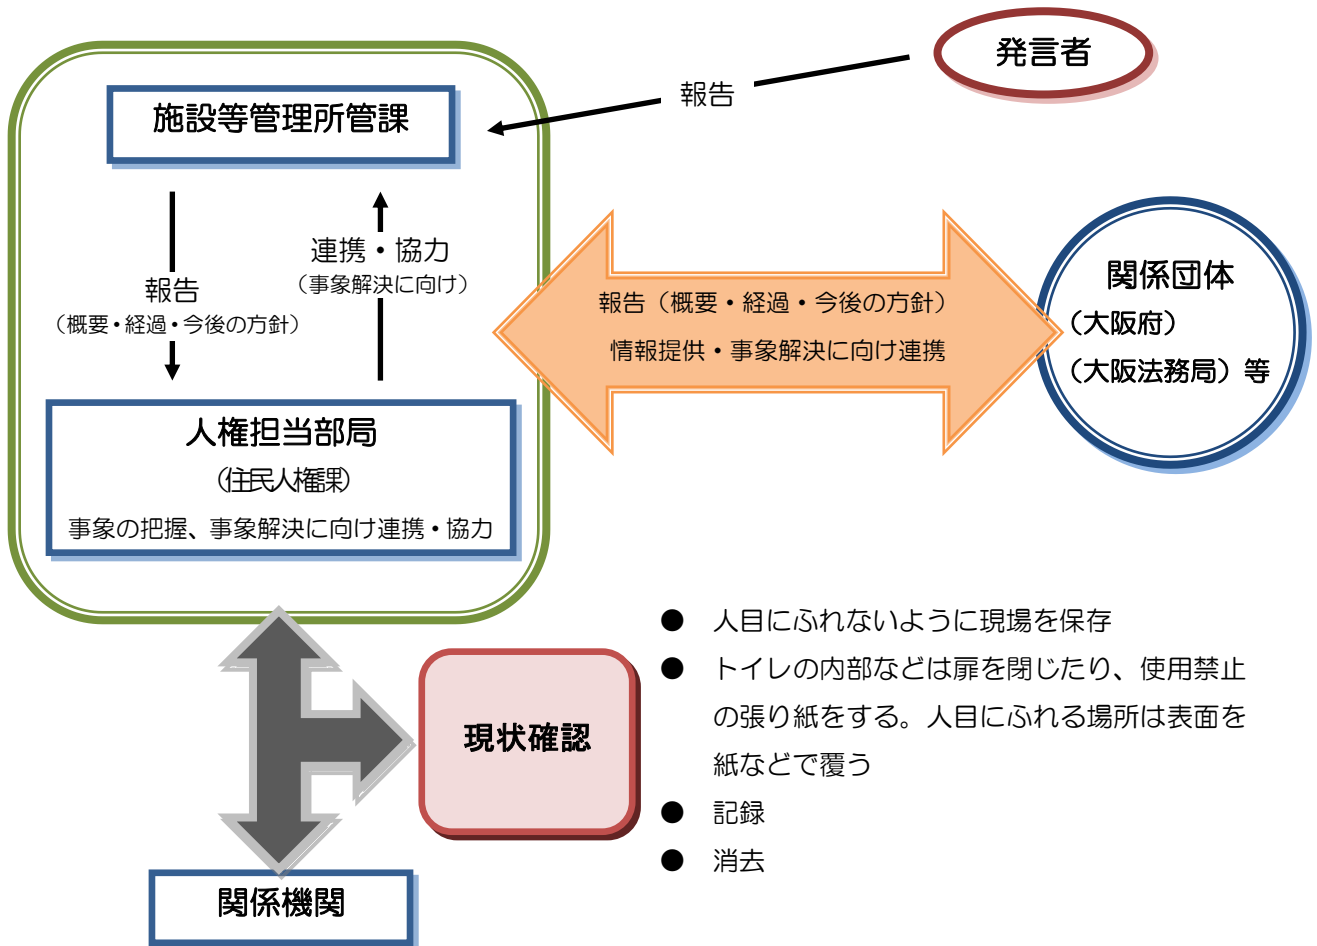 発言者
報告
施設等管理所管課
連携・協力
（事象解決に向け）
報告
（概要・経過・今後の方針）
人権担当部局
（住民人権課）
事象の把握、事象解決に向け連携・協力
報告（概要・経過・今後の方針）
情報提供・事象解決に向け連携
関係団体
（大阪府）
（大阪法務局）等
現状確認
● 人目にふれないように現場を保存
● トイレの内部などは扉を閉じたり、使用禁止
の張り紙をする。人目にふれる場所は表面を
紙などで覆う
● 記録
● 消去
関係機関